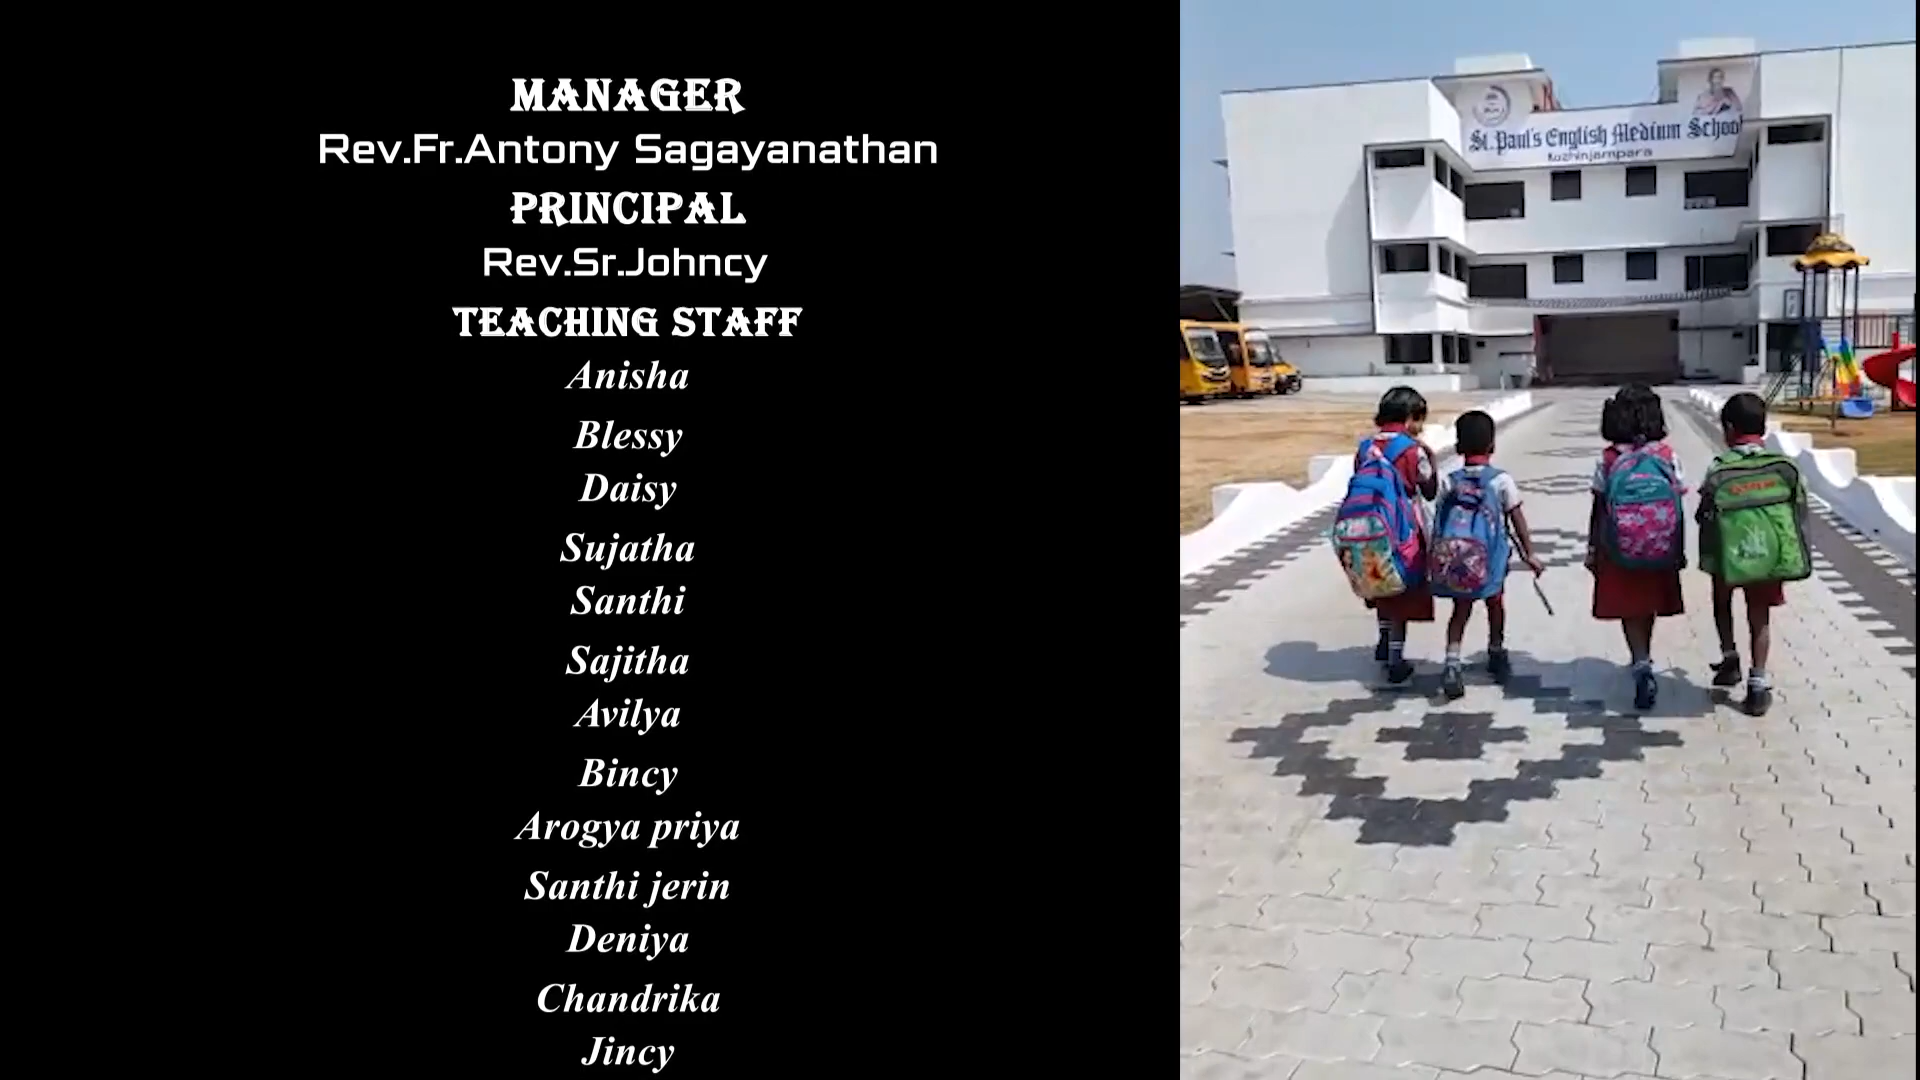 MANAGER
Rev.Fr.Antony Sagayanathan
PRINCIPAL
Rev.Sr.Johncy
TEACHING STAFF
Anisha
Blessy
Daisy
Sujatha
Santhi
Sajitha
Avilya
Bincy
Arogya priya
Santhi jerin
Deniya
Chandrika
Jincy
St.Paul's English Medium School
Kozhinjampara